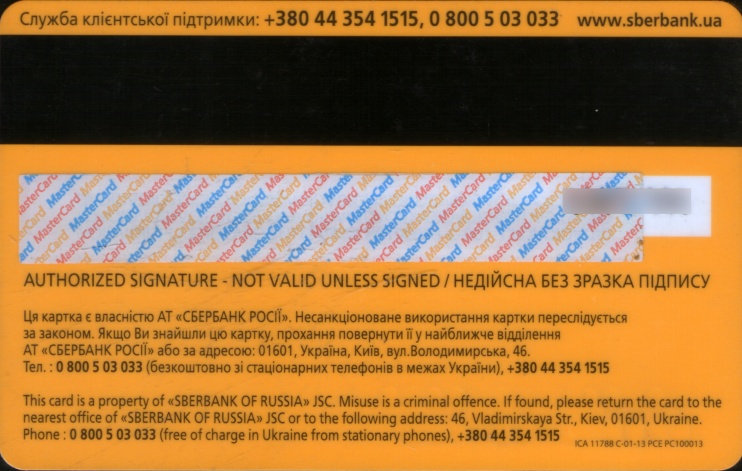 Служба клієнтської підтримки: +380 44 354 1515, 0 800 5 03 033 www.sberbank.ua
MasterCard MasterCard MasterCard MasterCard MasterCard MasterCard
AUTHORIZED SIGNATURE - NOT VALID UNLESS SIGNED / НЕДІЙСНА БЕЗ ЗРАЗКА ПІДПИСУ
Ця картка є власністю АТ «СБЕРБАНК РОСІЇ». Несанкціоноване використання картки переслідується
за законом. Якщо Ви знайшли цю картку, прохання повернути її у найближче відділення
АТ «СБЕРБАНК РОСІЇ» або за адресою: 01601, Україна, Київ, вул.Володимирська, 46.
Тел. : 0 800 5 03 033 (безкоштовно зі стаціонарних телефонів в межах України), +380 44 354 1515
This card is a property of «SBERBANK OF RUSSIA» JSC. Misuse is a criminal offence. If found, please return the card to the
nearest office of «SBERBANK OF RUSSIA» JSC or to the following address: 46, Vladimirskaya Str., Kiev, 01601, Ukraine.
Phone : 0 800 5 03 033 (free of charge in Ukraine from stationary phones), +380 44 354 1515
ICA 11788 C-01-13 PCE PC100013